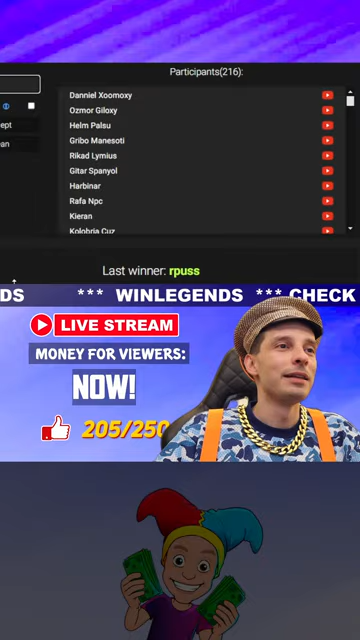 Participants(216):
Danniel Xoomoxy
Ozmor Giloxy
Helm Palsu
Gribo Manesoti
ept
Rikad Lymius
ean
Gitar Spanyol
Harbinar
Rafa Npc
Kieran
Kolobria Cuz
Last winner: rpuss
DS *** WINLEGENDS *** CHECK
LIVE STREAM
MONEY FOR VIEWERS:
NOW!
205/250